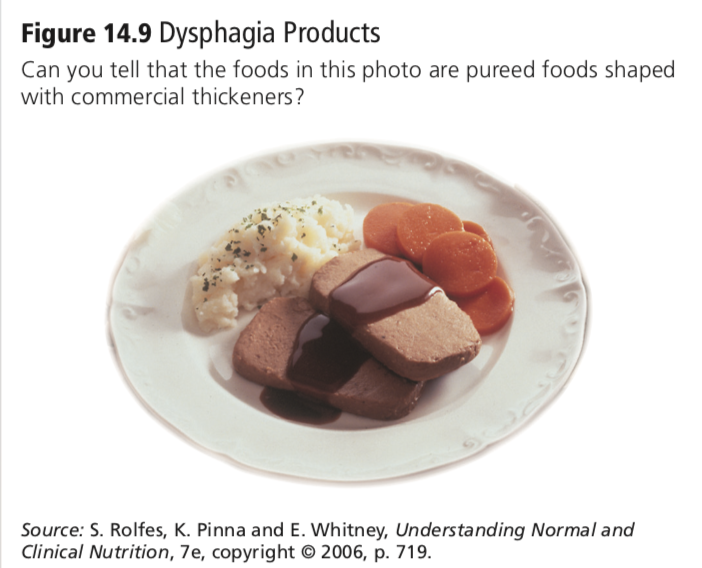 Figure 14.9 Dysphagia Products
Can you tell that the foods in this photo are pureed foods shaped
with commercial thickeners?
Source: S. Rolfes, K. Pinna and E. Whitney, Understanding Normal and
Clinical Nutrition, 7e, copyright © 2006, p. 719.